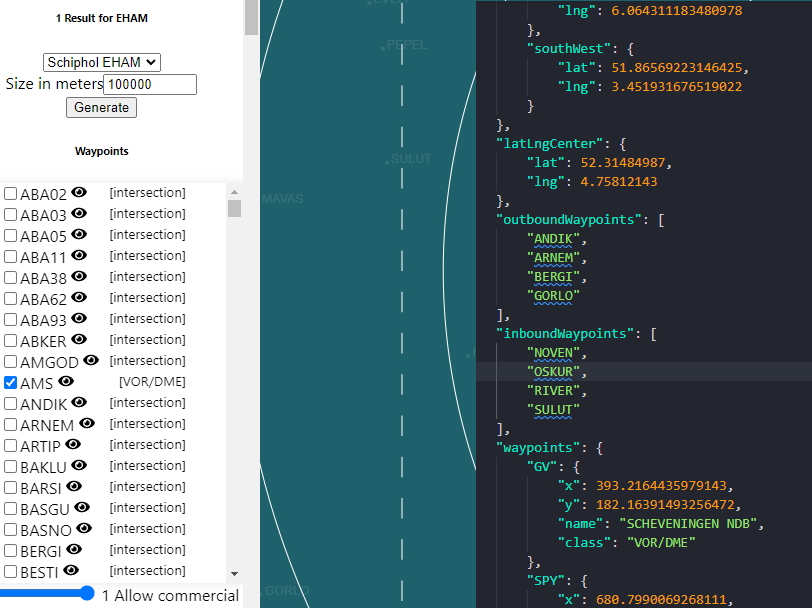 1 Result for EHAM
Schiphol EHAM
Size in meters 100000
Generate
Waypoints
ABA02 [intersection]
ABA03 [intersection]
ABA05 [intersection]
ABA11 [intersection]
ABA38 [intersection]
ABA62 [intersection]
ABA93 [intersection]
ABKER [intersection]
AMGOD [intersection]
AMS [VOR/DME]
ANDIK [intersection]
ARNEM [intersection]
ARTIP [intersection]
BAKLU [intersection]
BARSI [intersection]
BASGU [intersection]
BASNO [intersection]
BERGI [intersection]
BESTI [intersection]
1 Allow commercial
PEPEL
SULUT
MAVAS
GORLO
"lng": 6.064311183480978
},
"southWest": {
"lat": 51.86569223146425,
"lng": 3.451931676519022
}
},
"latLngCenter": {
"lat": 52.31484987,
"lng": 4.75812143
},
"outboundWaypoints": [
"ANDIK",
"ARNEM",
"BERGI",
"GORLO"
],
"inboundWaypoints": [
"NOVEN",
"OSKUR",
"RIVER",
"SULUT"
],
"waypoints": {
"GV": {
"x": 393.2164435979143,
"y": 182.16391493256472,
"name": "SCHEVENINGEN NDB",
"class": "VOR/DME"
},
"SPY": {
"x": 680.7990069268111,